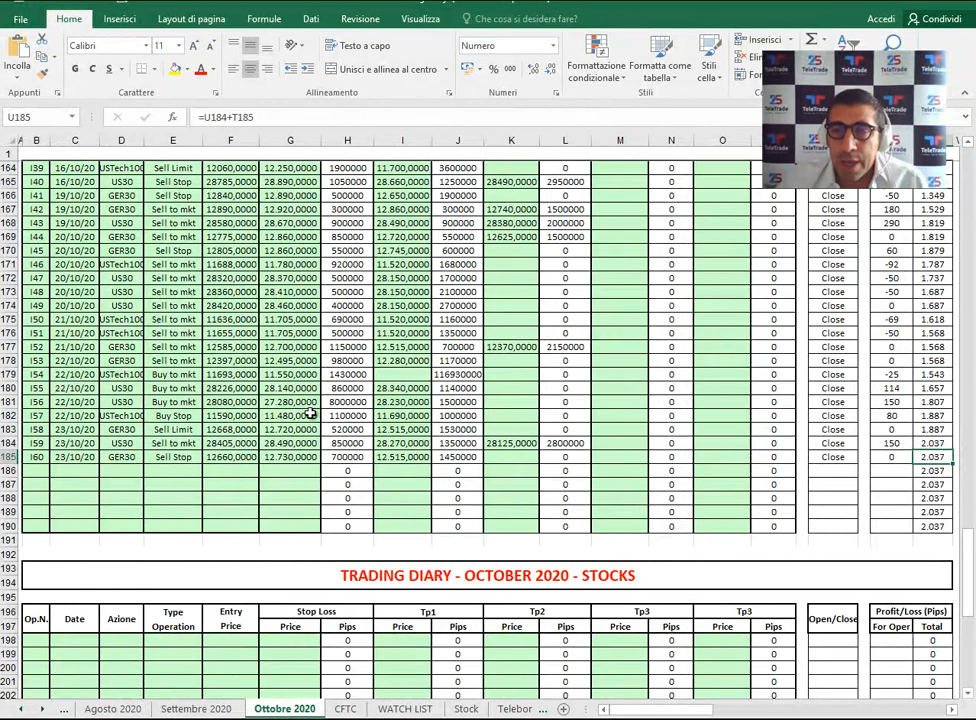 File Home Inserisci Layout di pagina Formule Dati Revisione Visualizza Che cosa si desidera fare? Accedi Condividi
Incolla
Calibri 11
Testo a capo
Unisci e allinea al centro
Numero
Formattazione condizionale
Formatta come tabella
Stili cella
Inserisci
Appunti Carattere Allineamento Numeri Stili
TeleTrade
U185 =U184+T185
B C D E F G H I J K L M N O
1
164 I39 16/10/20 USTech100 Sell Limit 12060,0000 12.250,0000 1900000 11.700,0000 3600000 0 0 0
165 I40 16/10/20 US30 Sell Stop 28785,0000 28.890,0000 1050000 28.660,0000 1250000 28490,0000 2950000 0 0
166 I41 19/10/20 GER30 Sell Stop 12840,0000 12.890,0000 500000 12.650,0000 1900000 0 0 0 Close -50 1.349
167 I42 19/10/20 GER30 Sell to mkt 12890,0000 12.920,0000 300000 12.860,0000 300000 12740,0000 1500000 0 0 Close 180 1.529
168 I43 19/10/20 US30 Sell to mkt 28580,0000 28.670,0000 900000 28.490,0000 900000 28380,0000 2000000 0 0 Close 290 1.819
169 I44 20/10/20 GER30 Sell to mkt 12775,0000 12.860,0000 850000 12.720,0000 550000 12625,0000 1500000 0 0 Close 0 1.819
170 I45 20/10/20 GER30 Sell Stop 12805,0000 12.860,0000 550000 12.745,0000 600000 0 0 0 Close 60 1.879
171 I46 20/10/20 USTech100 Sell to mkt 11688,0000 11.780,0000 920000 11.520,0000 1680000 0 0 0 Close -92 1.787
172 I47 20/10/20 US30 Sell to mkt 28320,0000 28.370,0000 500000 28.150,0000 1700000 0 0 0 Close -50 1.737
173 I48 20/10/20 US30 Sell to mkt 28360,0000 28.410,0000 500000 28.150,0000 2100000 0 0 0 Close -50 1.687
174 I49 20/10/20 US30 Sell to mkt 28420,0000 28.460,0000 400000 28.150,0000 2700000 0 0 0 Close 0 1.687
175 I50 21/10/20 USTech100 Sell to mkt 11636,0000 11.705,0000 690000 11.520,0000 1160000 0 0 0 Close -69 1.618
176 I51 21/10/20 USTech100 Sell to mkt 11655,0000 11.705,0000 500000 11.520,0000 1350000 0 0 0 Close -50 1.568
177 I52 21/10/20 GER30 Sell to mkt 12585,0000 12.700,0000 1150000 12.515,0000 700000 12370,0000 2150000 0 0 Close 0 1.568
178 I53 22/10/20 GER30 Sell to mkt 12397,0000 12.495,0000 980000 12.280,0000 1170000 0 0 0 Close 0 1.568
179 I54 22/10/20 USTech100 Buy to mkt 11693,0000 11.550,0000 1430000 116930000 0 0 0 Close -25 1.543
180 I55 22/10/20 US30 Buy to mkt 28226,0000 28.140,0000 860000 28.340,0000 1140000 0 0 0 Close 114 1.657
181 I56 22/10/20 US30 Buy to mkt 28080,0000 27.280,0000 8000000 28.230,0000 1500000 0 0 0 Close 150 1.807
182 I57 22/10/20 USTech100 Buy Stop 11590,0000 11.480,0000 1100000 11.690,0000 1000000 0 0 0 Close 80 1.887
183 I58 23/10/20 GER30 Sell Limit 12668,0000 12.720,0000 520000 12.515,0000 1530000 0 0 0 Close 0 1.887
184 I59 23/10/20 US30 Sell to mkt 28405,0000 28.490,0000 850000 28.270,0000 1350000 28125,0000 2800000 0 0 Close 150 2.037
185 I60 23/10/20 GER30 Sell Stop 12660,0000 12.730,0000 700000 12.515,0000 1450000 0 0 0 Close 0 2.037
186 0 0 0 0 0 2.037
187 0 0 0 0 0 2.037
188 0 0 0 0 0 2.037
189 0 0 0 0 0 2.037
190 0 0 0 0 0 2.037
191
192
193 TRADING DIARY - OCTOBER 2020 - STOCKS
194
195
196 Op.N. Date Azione Type Entry Stop Loss Tp1 Tp2 Tp3 Tp3 Open/Close Profit/Loss (Pips)
197 Operation Price Price Pips Price Pips Price Pips Price Pips Price Pips For Oper Total
198 0 0 0 0 0 0
199 0 0 0 0 0 0
200 0 0 0 0 0 0
201 0 0 0 0 0 0
202 0 0 0 0 0 0
... Agosto 2020 Settembre 2020 Ottobre 2020 CFTC WATCH LIST Stock Telebor ...